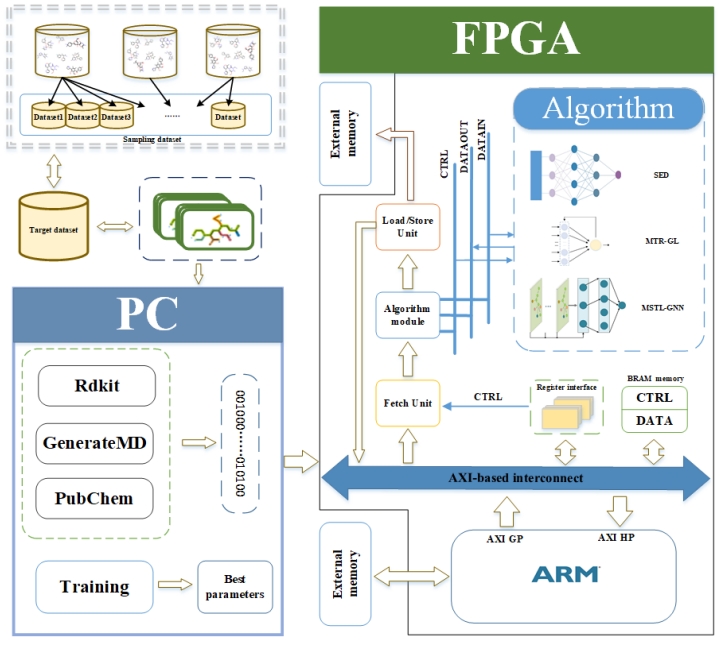 Dataset1
Dataset2
Dataset3
......
Dataset
Sampling dataset
Target dataset
PC
Rdkit
GenerateMD
PubChem
001000········010100
Training
Best
parameters
FPGA
External
memory
CTRL
DATAOUT
DATAIN
Algorithm
SED
MTR-GL
MSTL-GNN
Load/Store
Unit
Algorithm
module
Fetch Unit
CTRL
Register interface
BRAM memory
CTRL
DATA
AXI-based interconnect
AXI GP
AXI HP
External
memory
ARM